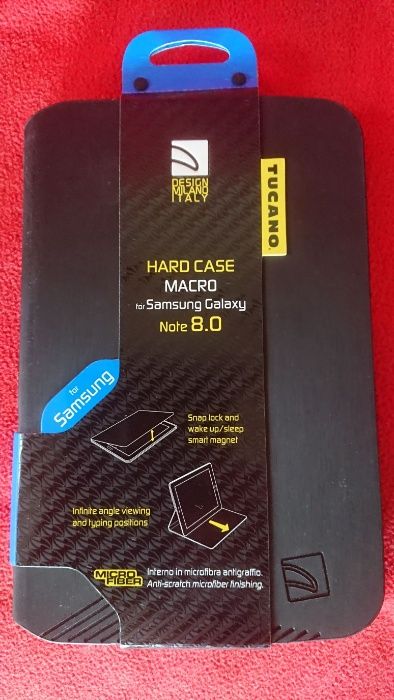 DESIGN
MILANO
ITALY
TUCANO
HARD CASE
MACRO
for Samsung Galaxy
Note 8.0
for
Samsung
Snap lock and
wake up/sleep
smart magnet
Infinite angle viewing
and typing positions
MICRO
FIBER
Interno in microfibra antigraffio.
Anti-scratch microfiber finishing.